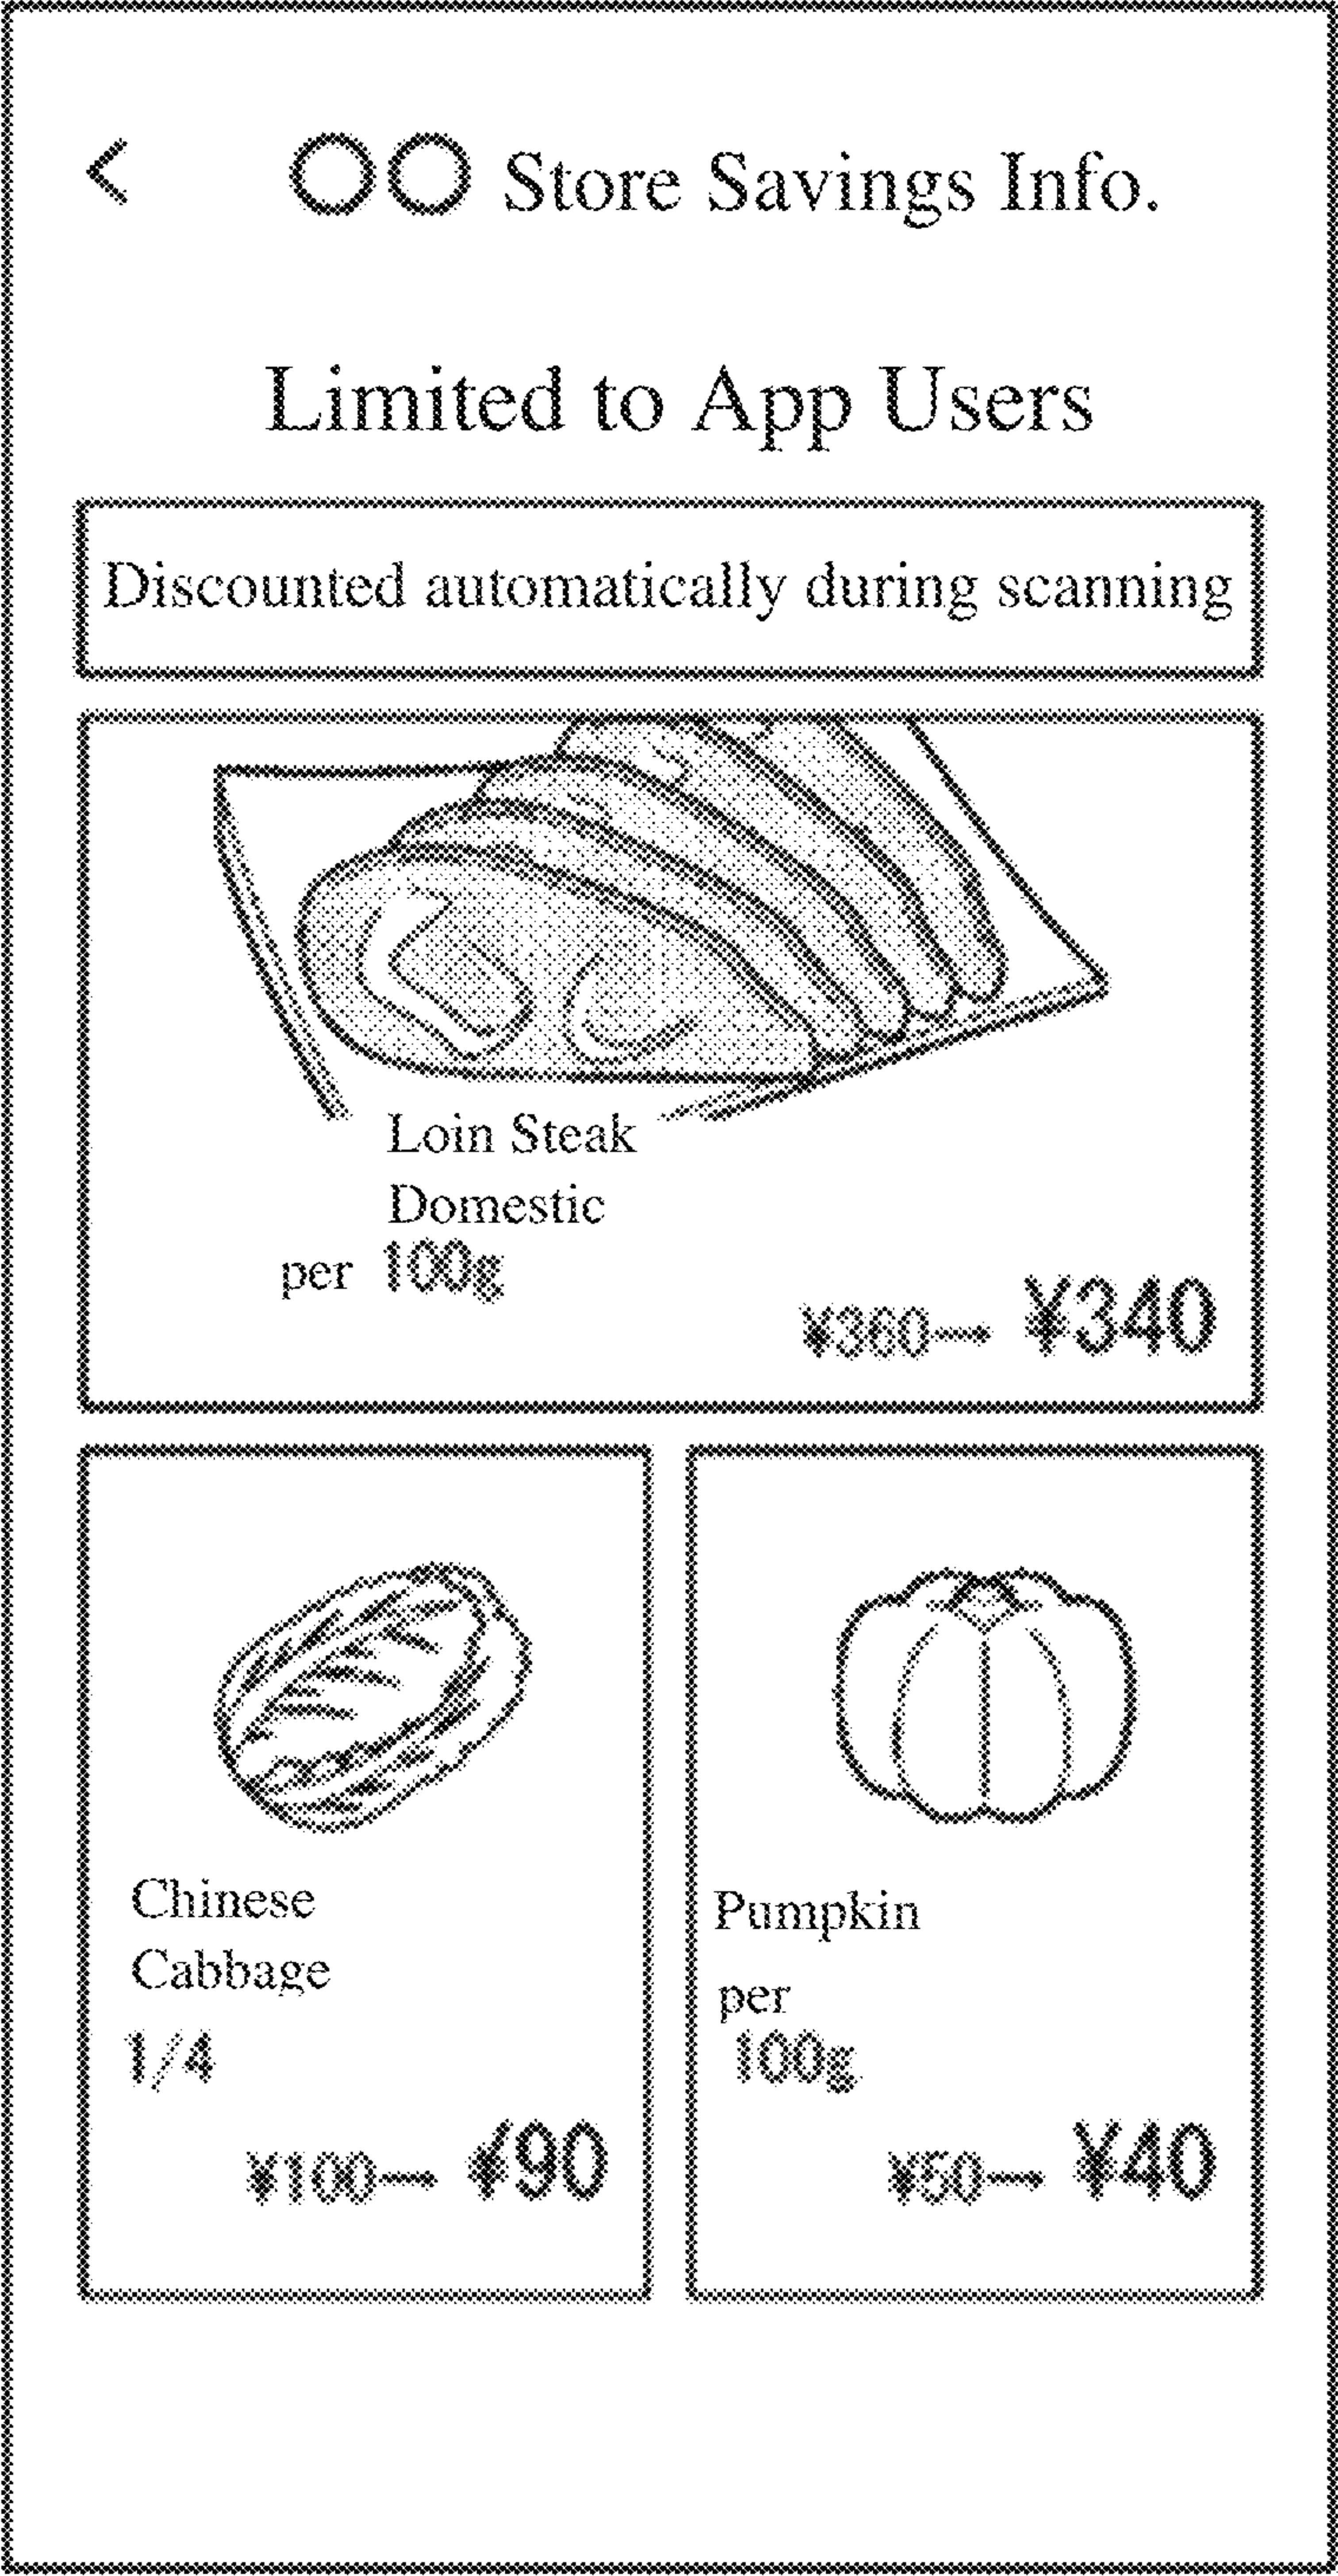 < ○○ Store Savings Info.
Limited to App Users
Discounted automatically during scanning
Loin Steak
Domestic
per 100g
¥360→ ¥340
Chinese
Cabbage
1/4
¥100→ ¥90
Pumpkin
per
100g
¥50→ ¥40